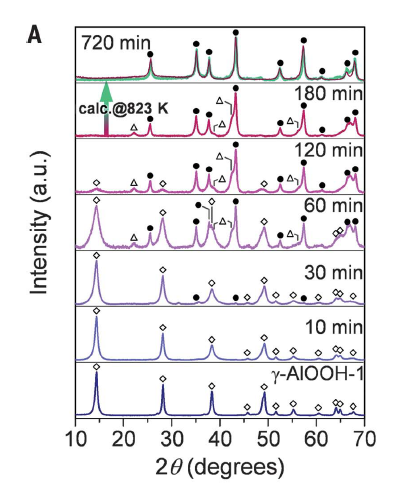 A
720 min
calc.@823 K
180 min
120 min
60 min
30 min
10 min
γ-AlOOH-1
Intensity (a.u.)
10 20 30 40 50 60 70
2θ (degrees)